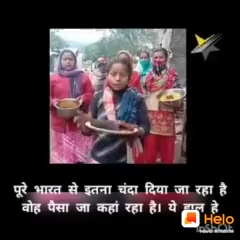 पूरे भारत से इतना चंदा दिया जा रहा है
वोह पैसा जा कहां रहा है। ये हाल हे
Helo